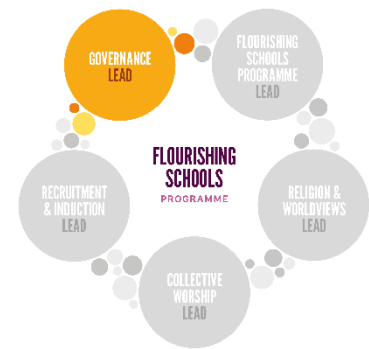 GOVERNANCE
LEAD
FLOURISHING
SCHOOLS
PROGRAMME
LEAD
FLOURISHING
SCHOOLS
PROGRAMME
RECRUITMENT
& INDUCTION
LEAD
RELIGION &
WORLDVIEWS
LEAD
COLLECTIVE
WORSHIP
LEAD